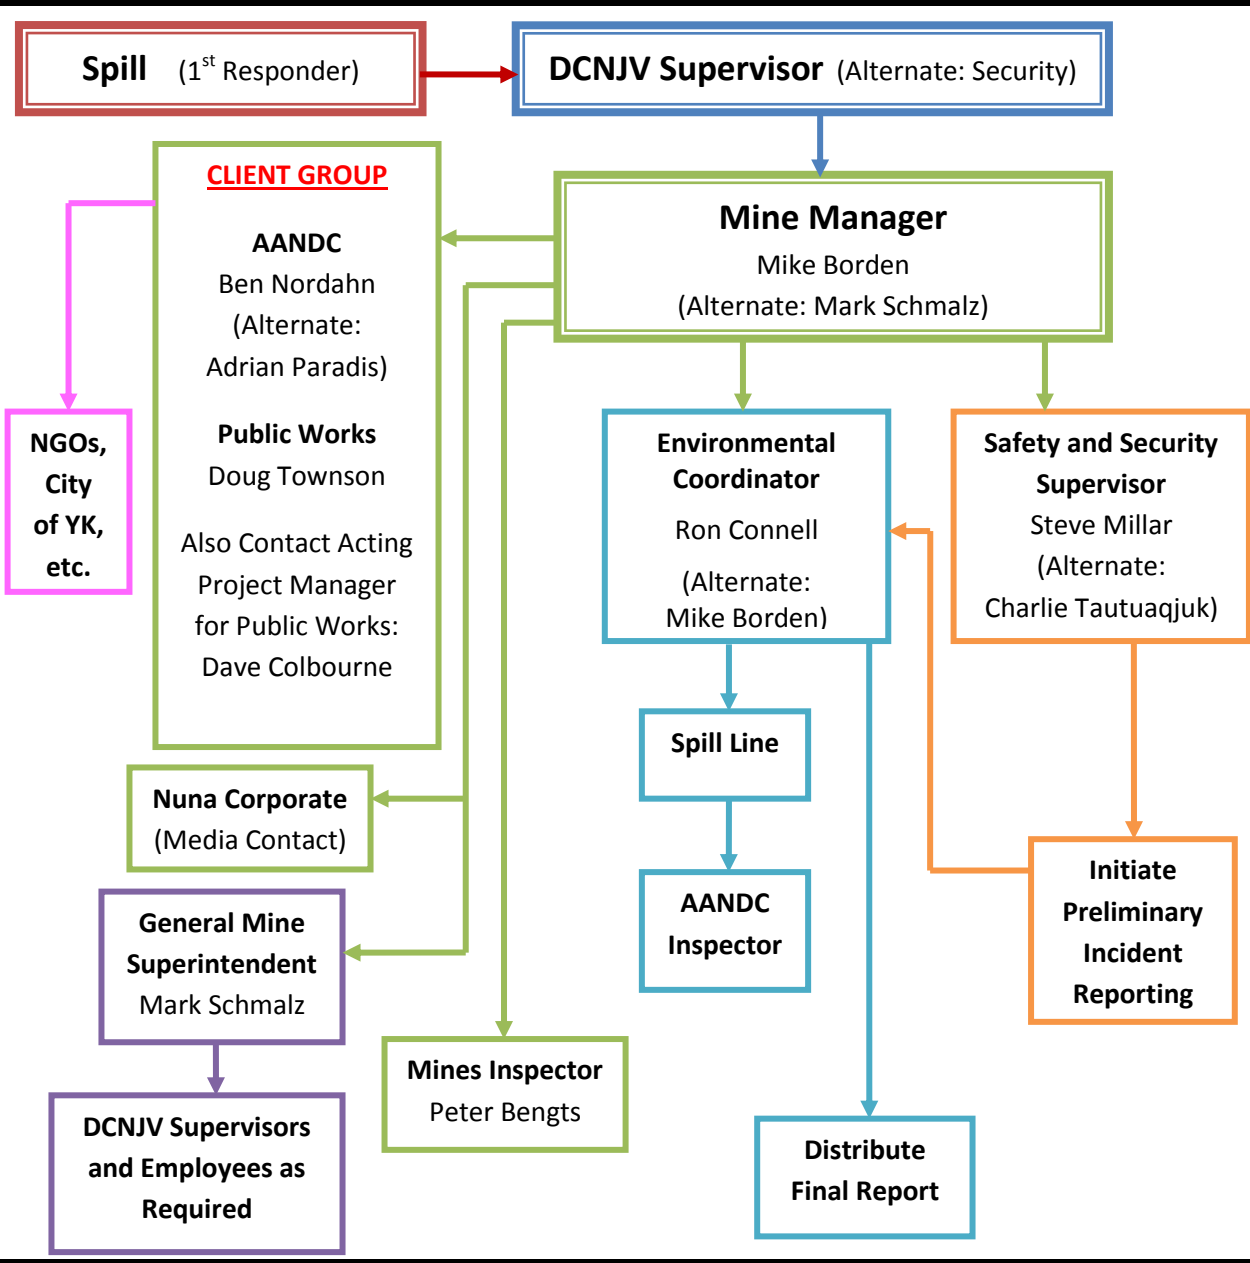 Spill (1st Responder)
DCNJV Supervisor (Alternate: Security)
CLIENT GROUP
AANDC
Ben Nordahn
(Alternate:
Adrian Paradis)
Public Works
Doug Townson
Also Contact Acting
Project Manager
for Public Works:
Dave Colbourne
Mine Manager
Mike Borden
(Alternate: Mark Schmalz)
NGOs,
City
of YK,
etc.
Environmental
Coordinator
Ron Connell
(Alternate:
Mike Borden)
Safety and Security
Supervisor
Steve Millar
(Alternate:
Charlie Tautuaqjuk)
Spill Line
Nuna Corporate
(Media Contact)
AANDC
Inspector
Initiate
Preliminary
Incident
Reporting
General Mine
Superintendent
Mark Schmalz
Mines Inspector
Peter Bengts
DCNJV Supervisors
and Employees as
Required
Distribute
Final Report